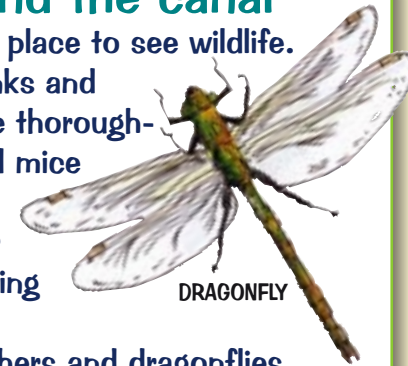 nd the canal
place to see wildlife.
ks and
thorough-
mice
ing
DRAGONFLY
hers and dragonflies